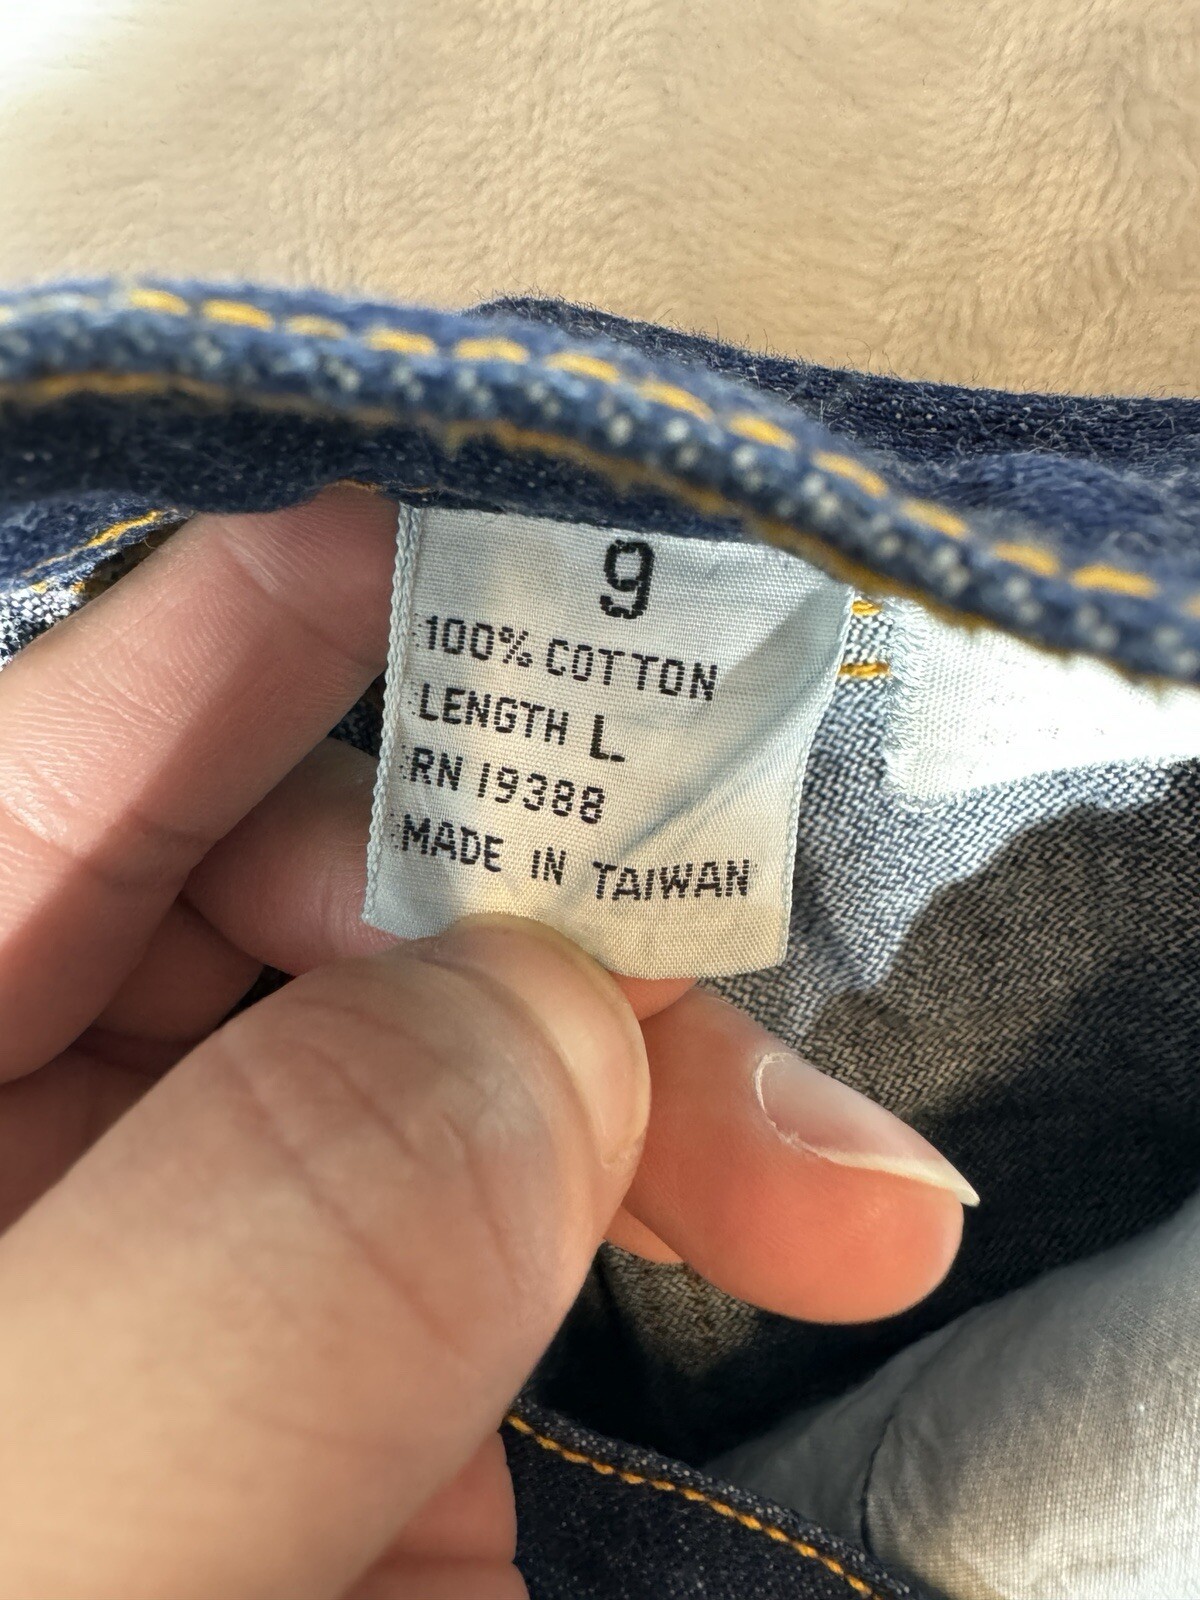 9
100% COTTON
LENGTH L
RN 19388
MADE IN TAIWAN